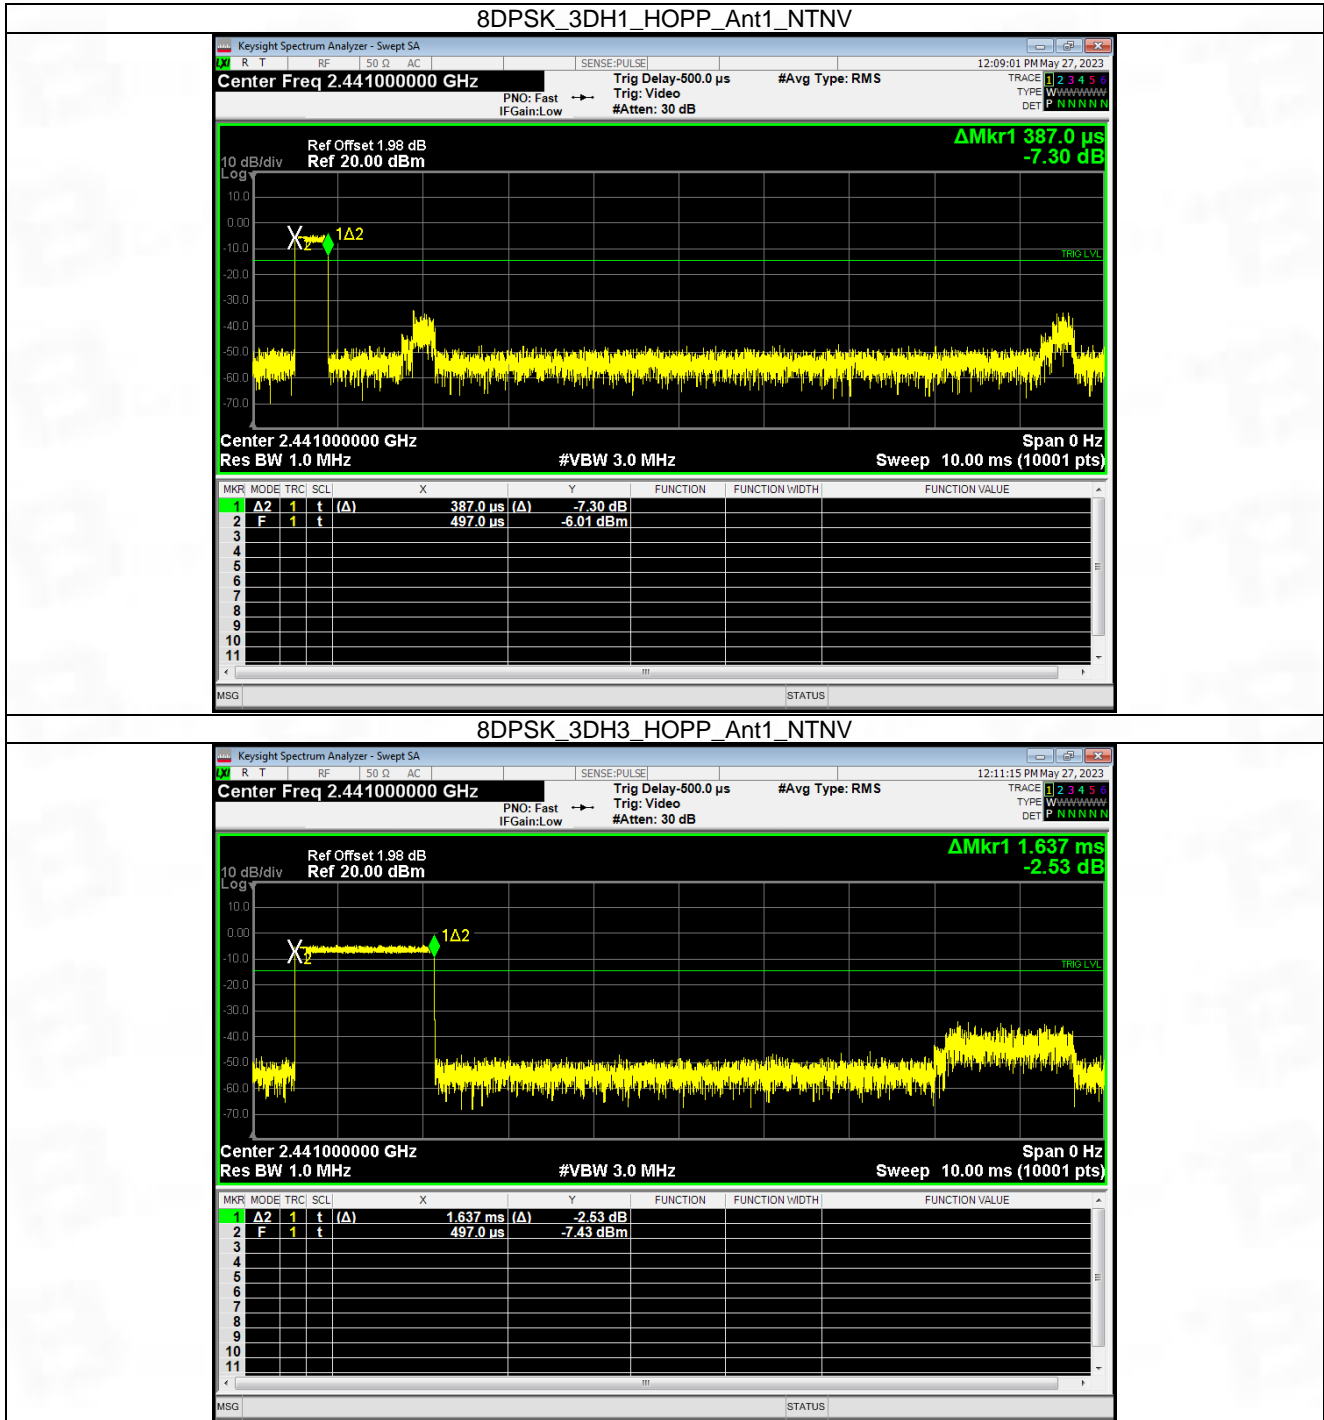 8DPSK_3DH1_HOPP_Ant1_NTNV
Keysight Spectrum Analyzer - Swept SA
LXI R T RF 50 Ω AC SENSE:PULSE 12:09:01 PM May 27, 2023
Center Freq 2.441000000 GHz Trig Delay-500.0 µs #Avg Type: RMS TRACE 1 2 3 4 5 6
PNO: Fast Trig: Video TYPE WWWWWW
IFGain:Low #Atten: 30 dB DET P N N N N N
ΔMkr1 387.0 µs
Ref Offset 1.98 dB
10 dB/div Ref 20.00 dBm -7.30 dB
Log
10.0
0.00
1Δ2
2
-10.0
TRIG LVL
-20.0
-30.0
-40.0
-50.0
-60.0
-70.0
Center 2.441000000 GHz Span 0 Hz
Res BW 1.0 MHz #VBW 3.0 MHz Sweep 10.00 ms (10001 pts)
MKR MODE TRC SCL X Y FUNCTION FUNCTION WIDTH FUNCTION VALUE
1 Δ2 1 t (Δ) 387.0 µs (Δ) -7.30 dB
2 F 1 t 497.0 µs -6.01 dBm
3
4
5
6
7
8
9
10
11
MSG STATUS
8DPSK_3DH3_HOPP_Ant1_NTNV
Keysight Spectrum Analyzer - Swept SA
LXI R T RF 50 Ω AC SENSE:PULSE 12:11:15 PM May 27, 2023
Center Freq 2.441000000 GHz Trig Delay-500.0 µs #Avg Type: RMS TRACE 1 2 3 4 5 6
PNO: Fast Trig: Video TYPE WWWWWW
IFGain:Low #Atten: 30 dB DET P N N N N N
ΔMkr1 1.637 ms
Ref Offset 1.98 dB
10 dB/div Ref 20.00 dBm -2.53 dB
Log
10.0
0.00
1Δ2
2
-10.0
TRIG LVL
-20.0
-30.0
-40.0
-50.0
-60.0
-70.0
Center 2.441000000 GHz Span 0 Hz
Res BW 1.0 MHz #VBW 3.0 MHz Sweep 10.00 ms (10001 pts)
MKR MODE TRC SCL X Y FUNCTION FUNCTION WIDTH FUNCTION VALUE
1 Δ2 1 t (Δ) 1.637 ms (Δ) -2.53 dB
2 F 1 t 497.0 µs -7.43 dBm
3
4
5
6
7
8
9
10
11
MSG STATUS